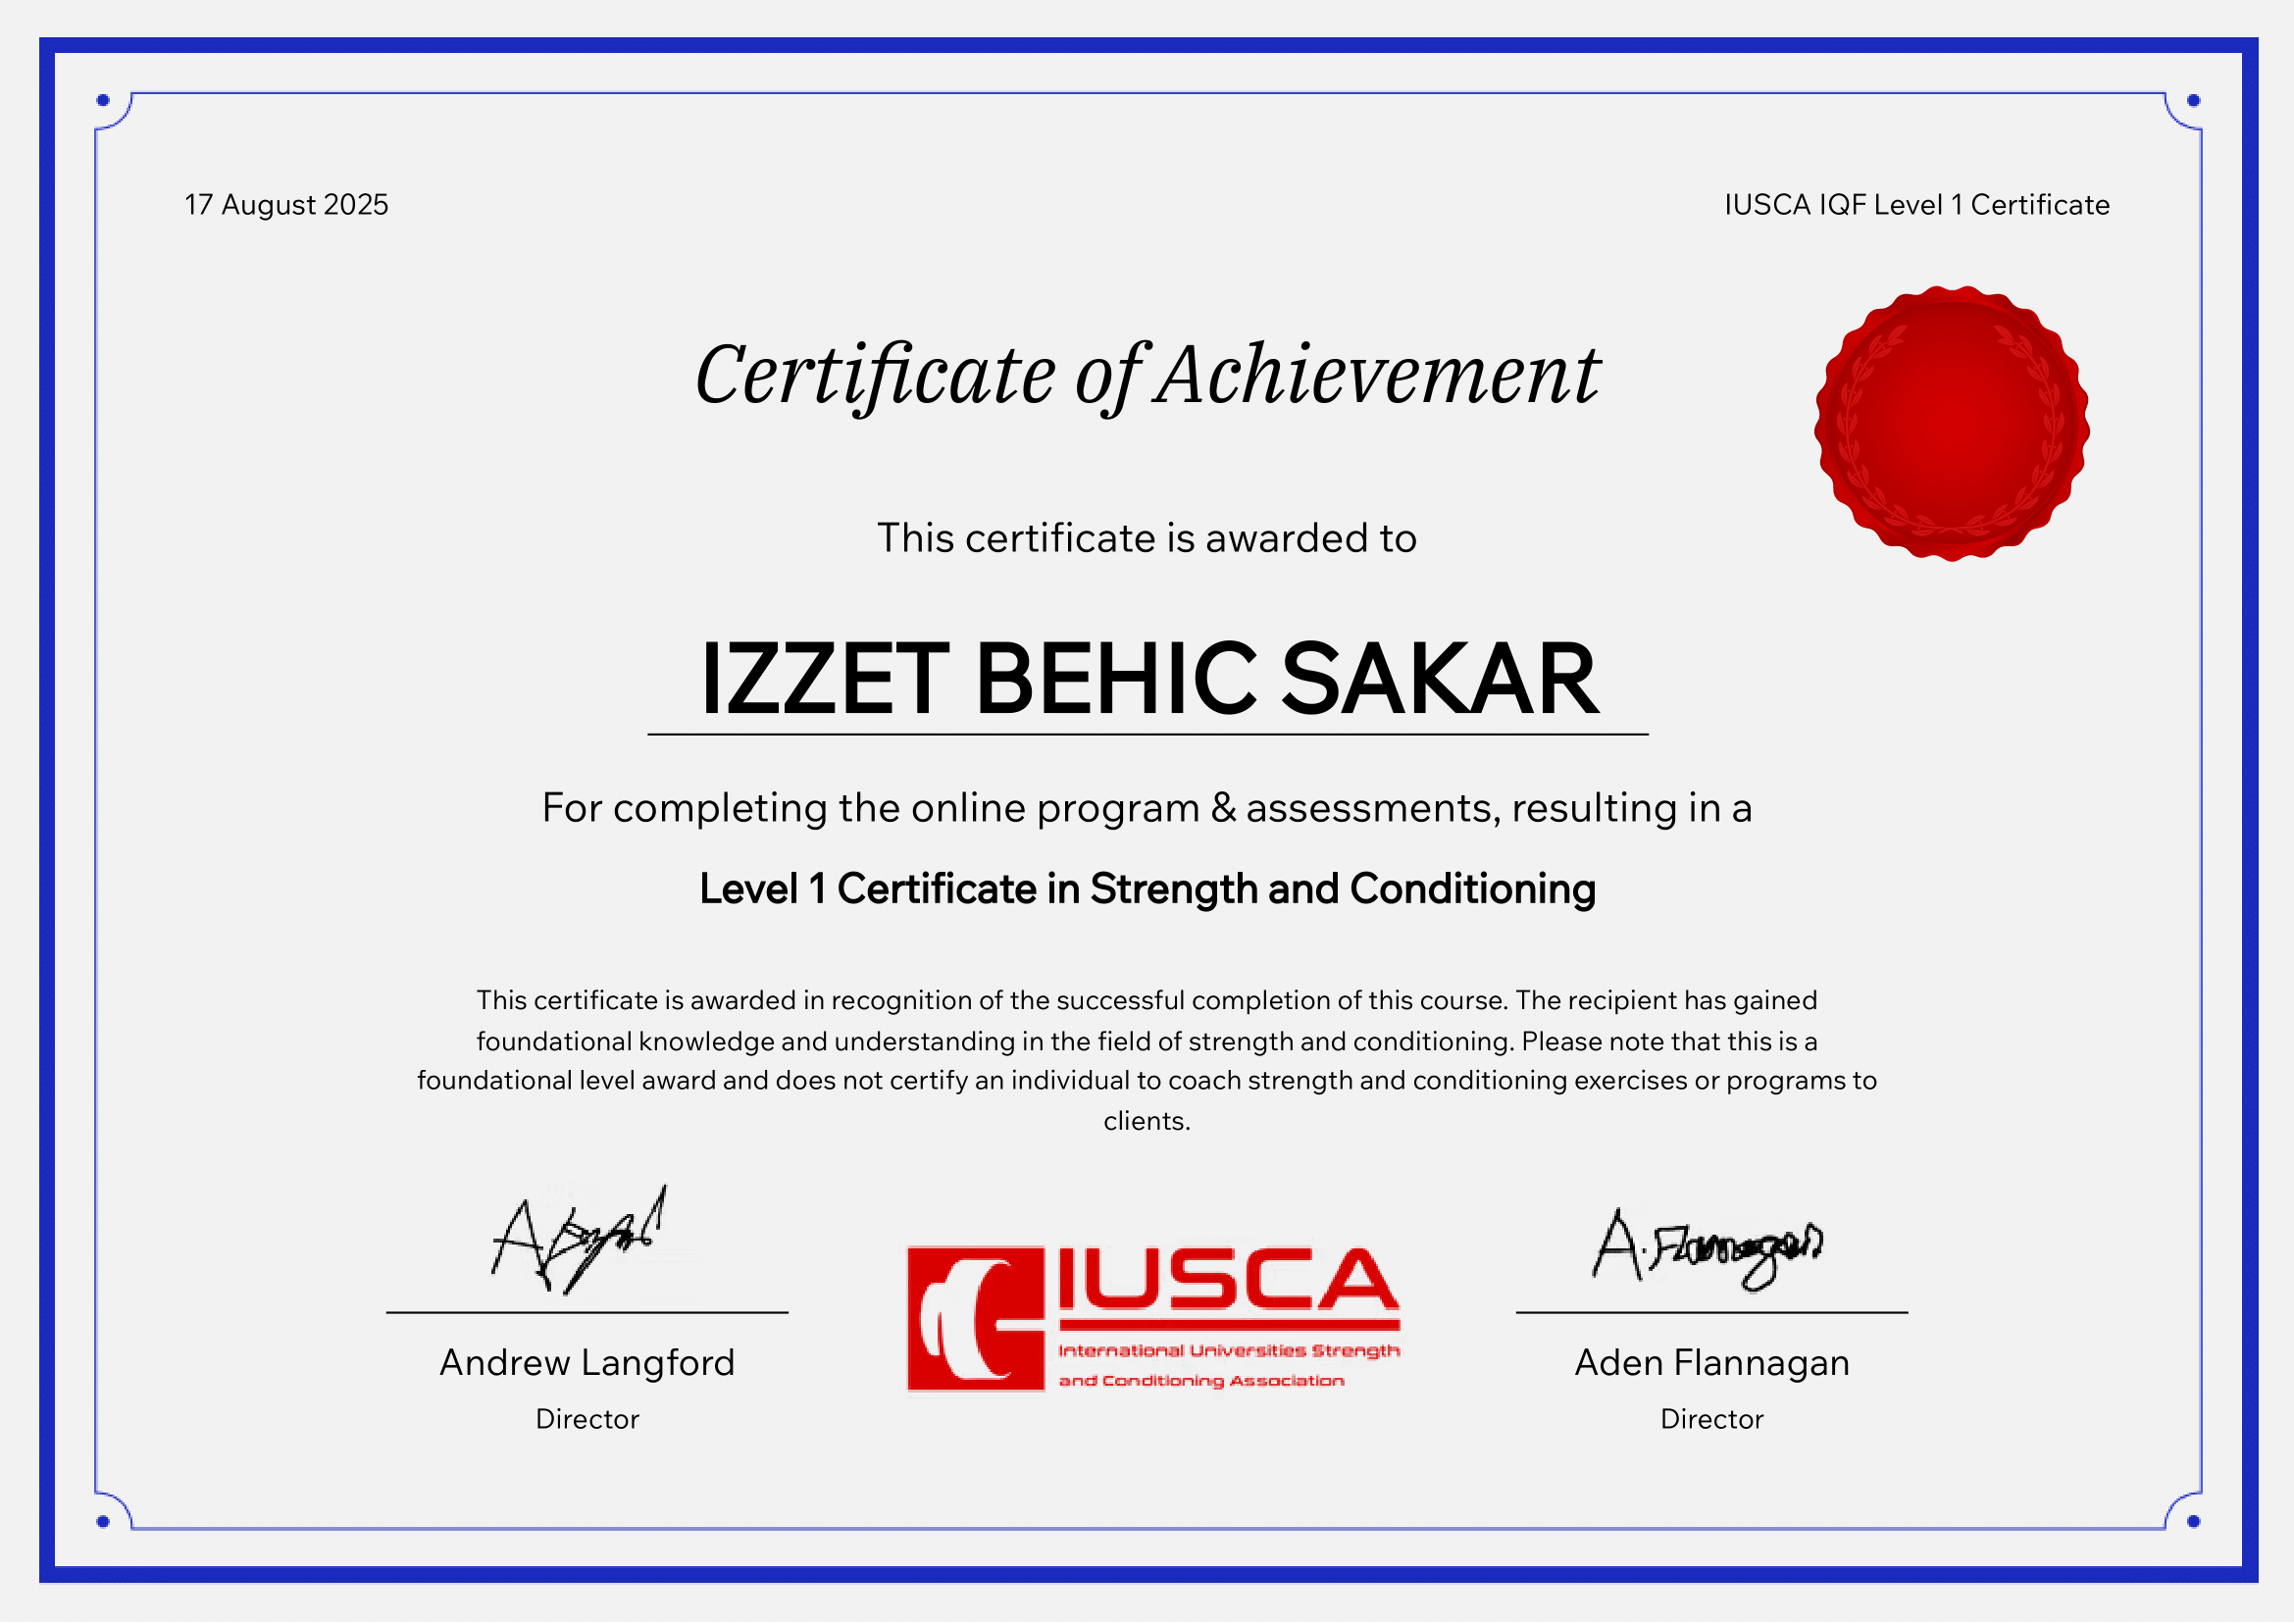 17 August 2025
IUSCA IQF Level 1 Certificate
Certificate of Achievement
This certificate is awarded to
IZZET BEHIC SAKAR
For completing the online program & assessments, resulting in a
Level 1 Certificate in Strength and Conditioning
This certificate is awarded in recognition of the successful completion of this course. The recipient has gained
foundational knowledge and understanding in the field of strength and conditioning. Please note that this is a
foundational level award and does not certify an individual to coach strength and conditioning exercises or programs to
clients.
A. Flannagan
IUSCA
International Universities Strength
and Conditioning Association
Andrew Langford
Director
Aden Flannagan
Director